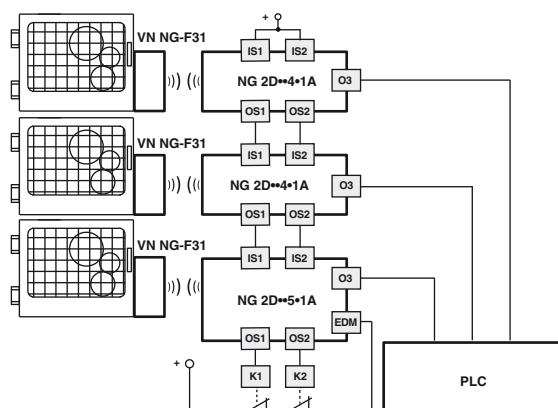 +
VN NG-F31
IS1 IS2
NG 2D••4•1A
O3
OS1 OS2
VN NG-F31
IS1 IS2
NG 2D••4•1A
O3
OS1 OS2
VN NG-F31
IS1 IS2
O3
NG 2D••5•1A
EDM
OS1 OS2
+
K1 K2
PLC